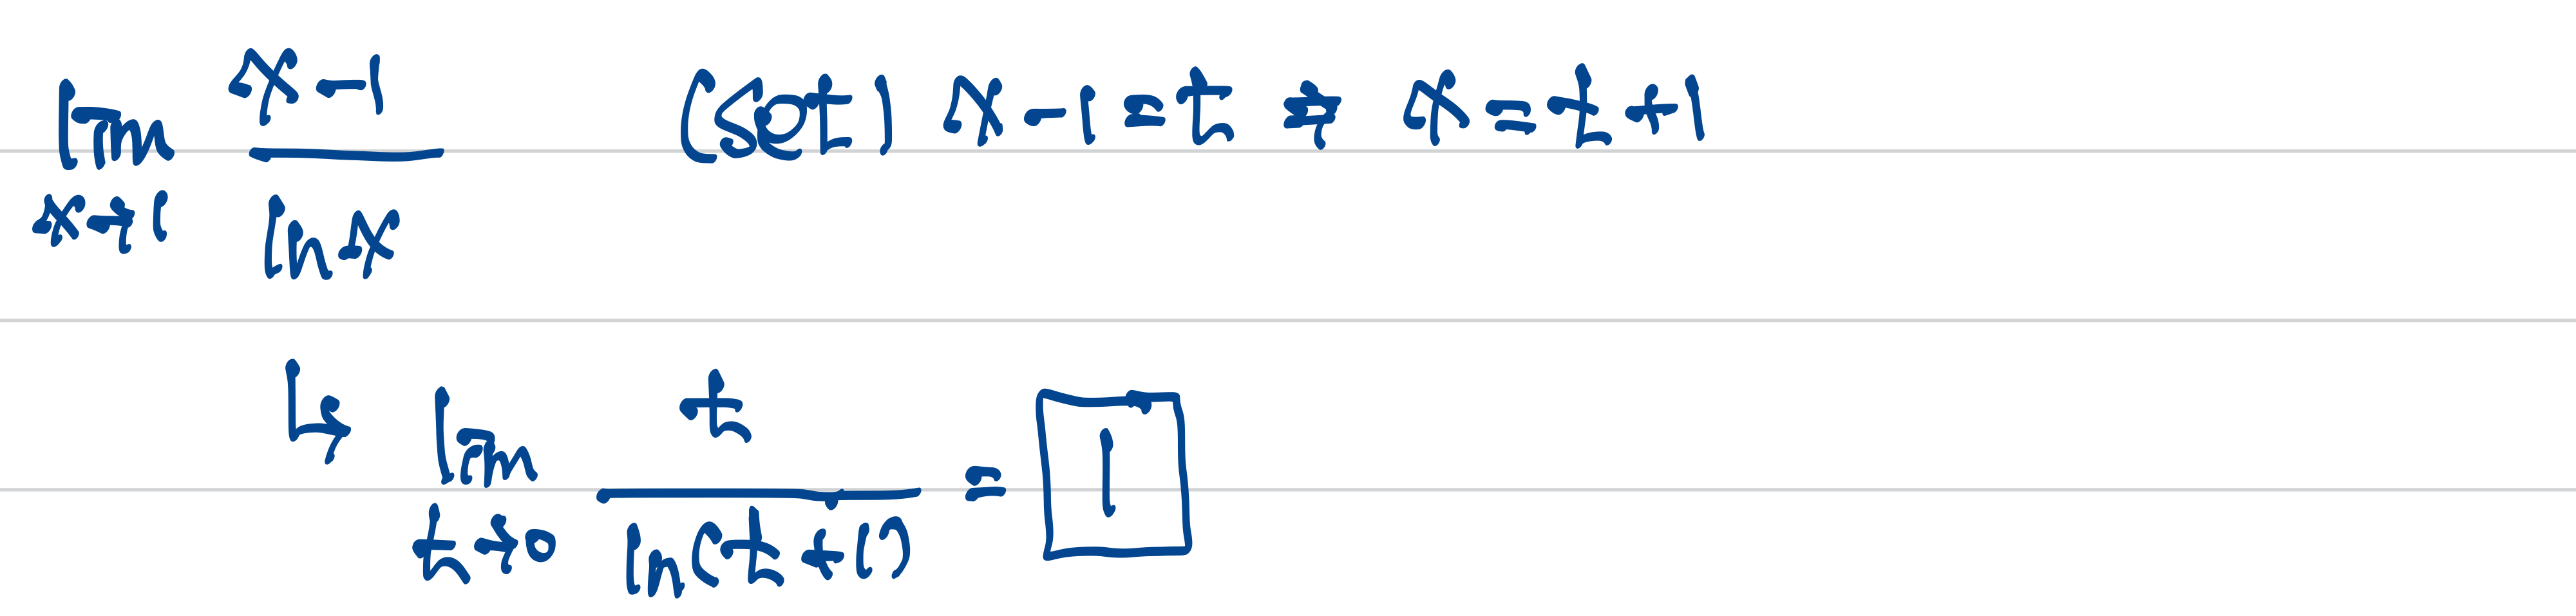 lim x→1 (x-1)/(ln x) (set) x-1=t → x=t+1
↳ lim t→0 t/(ln(t+1)) = 1